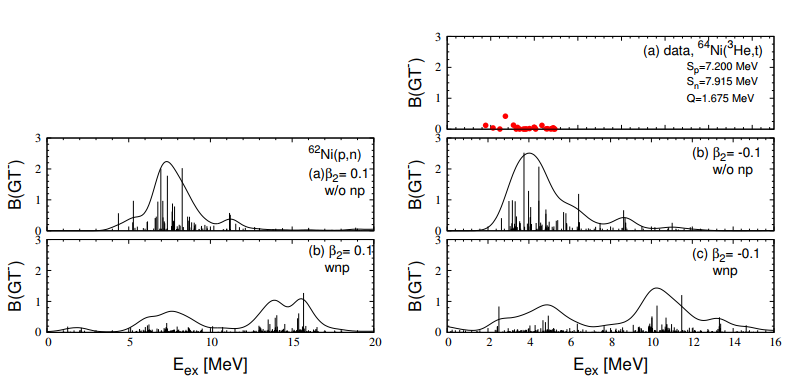 3
2
1
0
B(GT⁻)
(a) data, ⁶⁴Ni(³He,t)
Sₚ=7.200 MeV
Sₙ=7.915 MeV
Q=1.675 MeV
3
2
1
0
B(GT⁻)
⁶²Ni(p,n)
(a)β₂= 0.1
w/o np
3
2
1
0
B(GT⁻)
(b) β₂= -0.1
w/o np
3
2
1
0
B(GT⁻)
(b) β₂= 0.1
wnp
0 5 10 15 20
Eₑₓ [MeV]
3
2
1
0
B(GT⁻)
(c) β₂= -0.1
wnp
0 2 4 6 8 10 12 14 16
Eₑₓ [MeV]